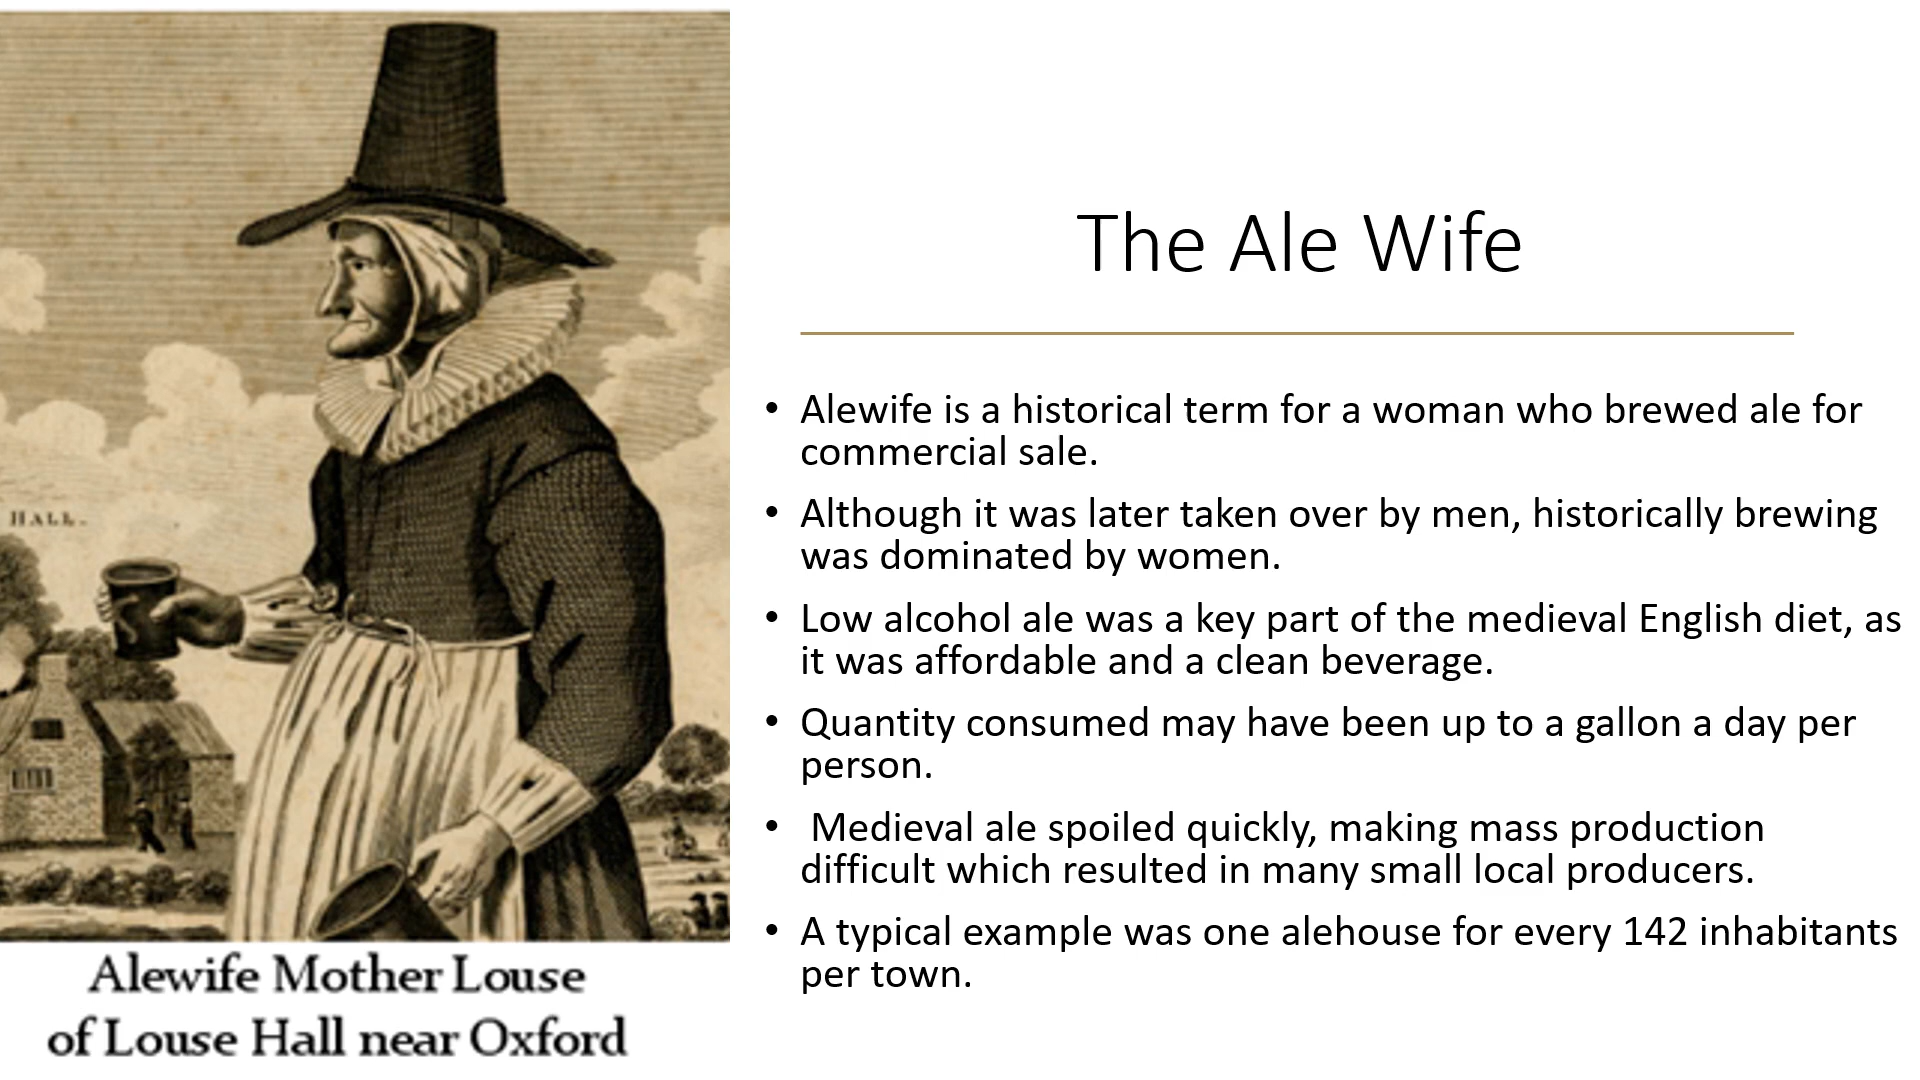 The Ale Wife
• Alewife is a historical term for a woman who brewed ale for
commercial sale.
• Although it was later taken over by men, historically brewing
was dominated by women.
• Low alcohol ale was a key part of the medieval English diet, as
it was affordable and a clean beverage.
• Quantity consumed may have been up to a gallon a day per
person.
• Medieval ale spoiled quickly, making mass production
difficult which resulted in many small local producers.
• A typical example was one alehouse for every 142 inhabitants
per town.
HALL.
Alewife Mother Louse
of Louse Hall near Oxford